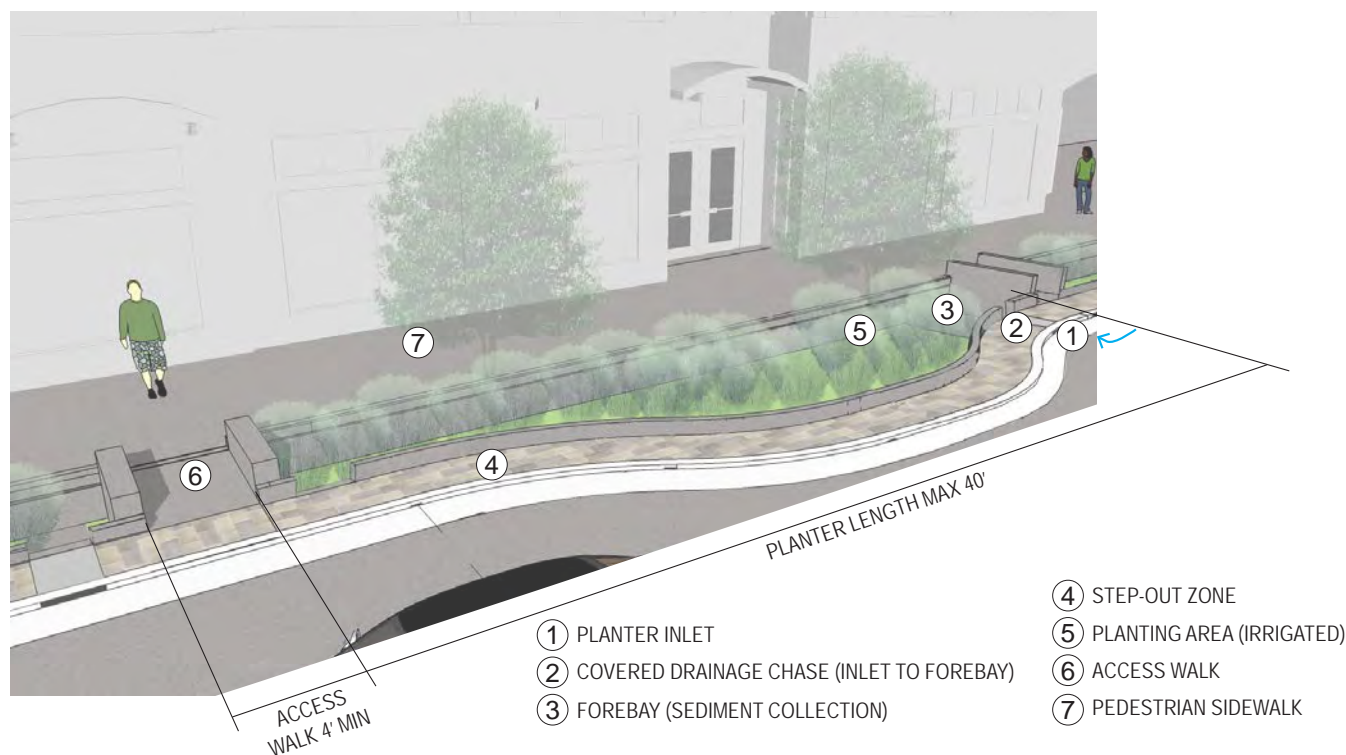 7
3
5
2
1
4
6
PLANTER LENGTH MAX 40'
ACCESS
WALK 4' MIN
1 PLANTER INLET
2 COVERED DRAINAGE CHASE (INLET TO FOREBAY)
3 FOREBAY (SEDIMENT COLLECTION)
4 STEP-OUT ZONE
5 PLANTING AREA (IRRIGATED)
6 ACCESS WALK
7 PEDESTRIAN SIDEWALK